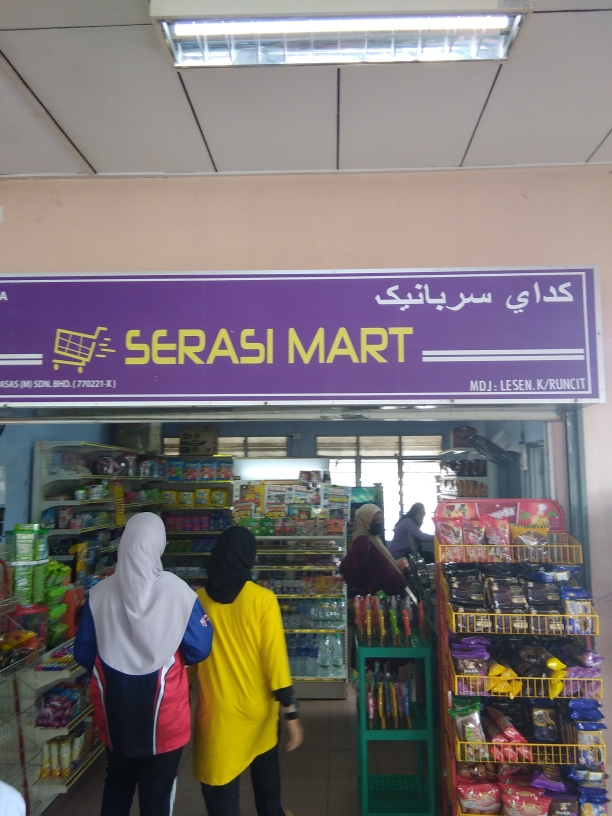 A
كداي سربانيک
SERASI MART
ASAS (M) SDN. BHD. ( 770221-X )
MDJ : LESEN. K/RUNCIT